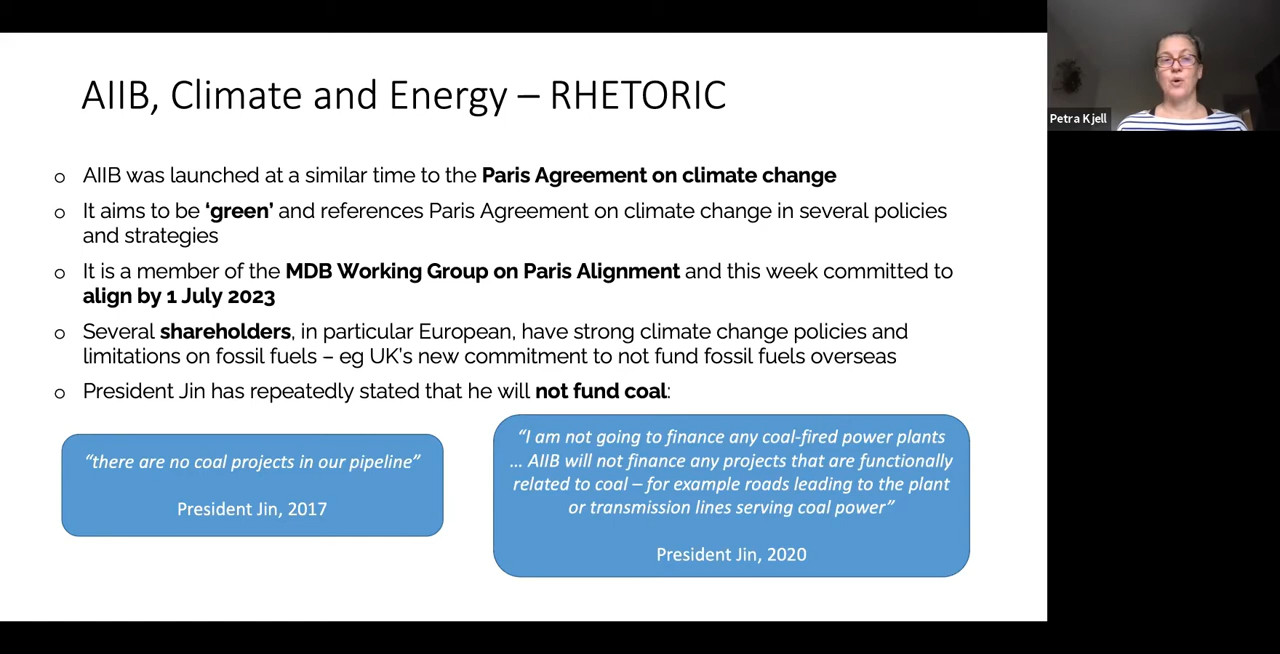 AIIB, Climate and Energy – RHETORIC
Petra Kjell
o AIIB was launched at a similar time to the Paris Agreement on climate change
o It aims to be ‘green’ and references Paris Agreement on climate change in several policies
and strategies
o It is a member of the MDB Working Group on Paris Alignment and this week committed to
align by 1 July 2023
o Several shareholders, in particular European, have strong climate change policies and
limitations on fossil fuels – eg UK’s new commitment to not fund fossil fuels overseas
o President Jin has repeatedly stated that he will not fund coal:
“there are no coal projects in our pipeline”
President Jin, 2017
“I am not going to finance any coal-fired power plants
... AIIB will not finance any projects that are functionally
related to coal – for example roads leading to the plant
or transmission lines serving coal power”
President Jin, 2020